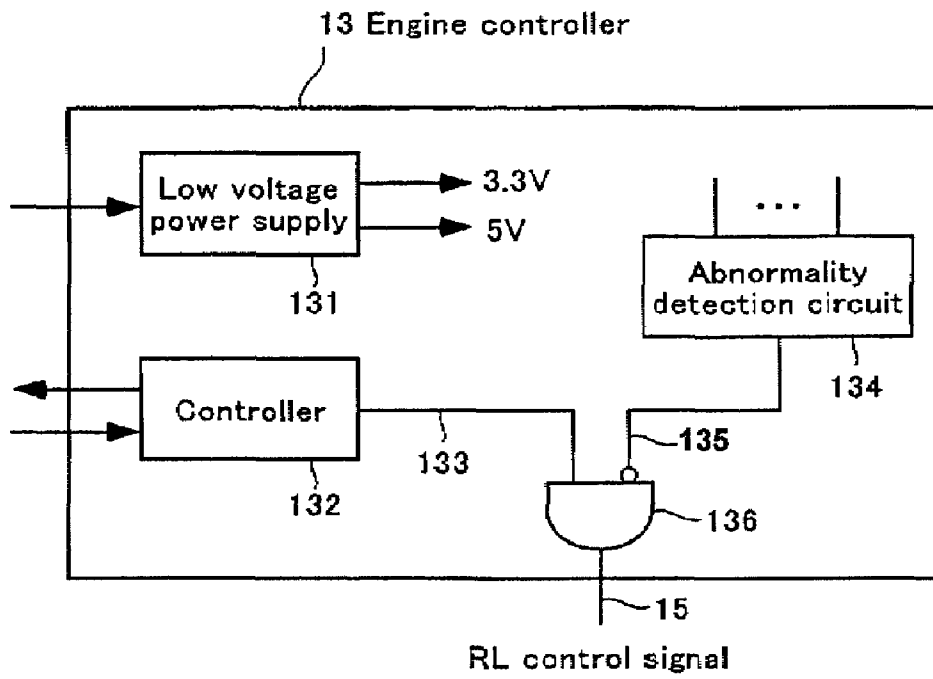 13 Engine controller
Low voltage
power supply
3.3V
5V
131
• • •
Abnormality
detection circuit
134
Controller
132
133
135
136
15
RL control signal